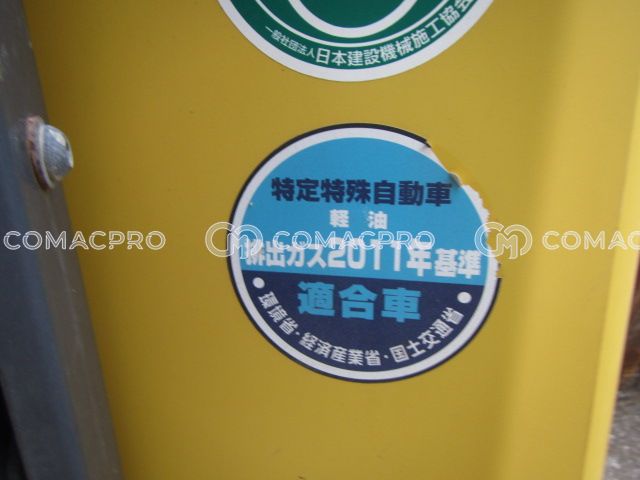 一般社団法人日本建設機械施工協会
特定特殊自動車
軽油
排出ガス2011年基準
適合車
・環境省・経済産業省・国土交通省・
COMACPRO
COMACPRO
COMAC